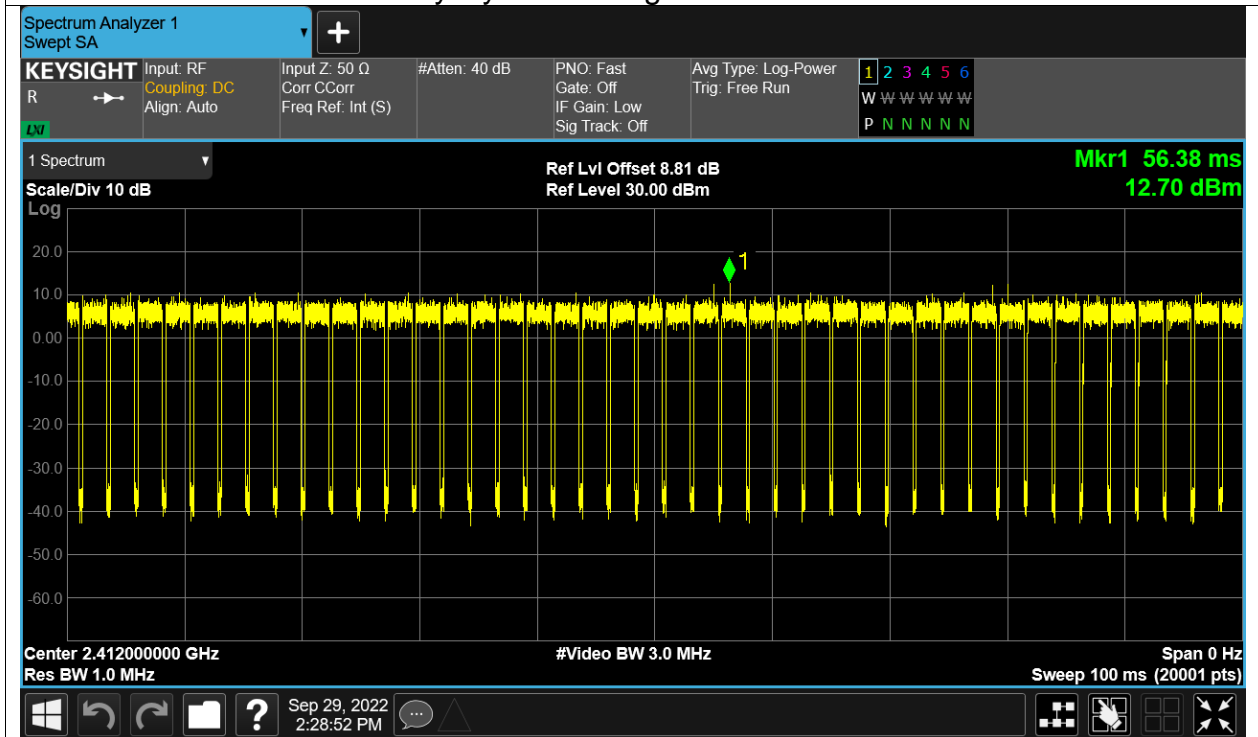 Spectrum Analyzer 1
Swept SA
KEYSIGHT
R
LXI
Input: RF
Coupling: DC
Align: Auto
Input Z: 50 Ω
Corr CCorr
Freq Ref: Int (S)
#Atten: 40 dB
PNO: Fast
Gate: Off
IF Gain: Low
Sig Track: Off
Avg Type: Log-Power
Trig: Free Run
1 2 3 4 5 6
W W W W W W
P N N N N N
1 Spectrum
Scale/Div 10 dB
Log
Ref Lvl Offset 8.81 dB
Ref Level 30.00 dBm
Mkr1 56.38 ms
12.70 dBm
1
20.0
10.0
0.00
-10.0
-20.0
-30.0
-40.0
-50.0
-60.0
Center 2.412000000 GHz
#Video BW 3.0 MHz
Span 0 Hz
Res BW 1.0 MHz
Sweep 100 ms (20001 pts)
?
Sep 29, 2022
2:28:52 PM